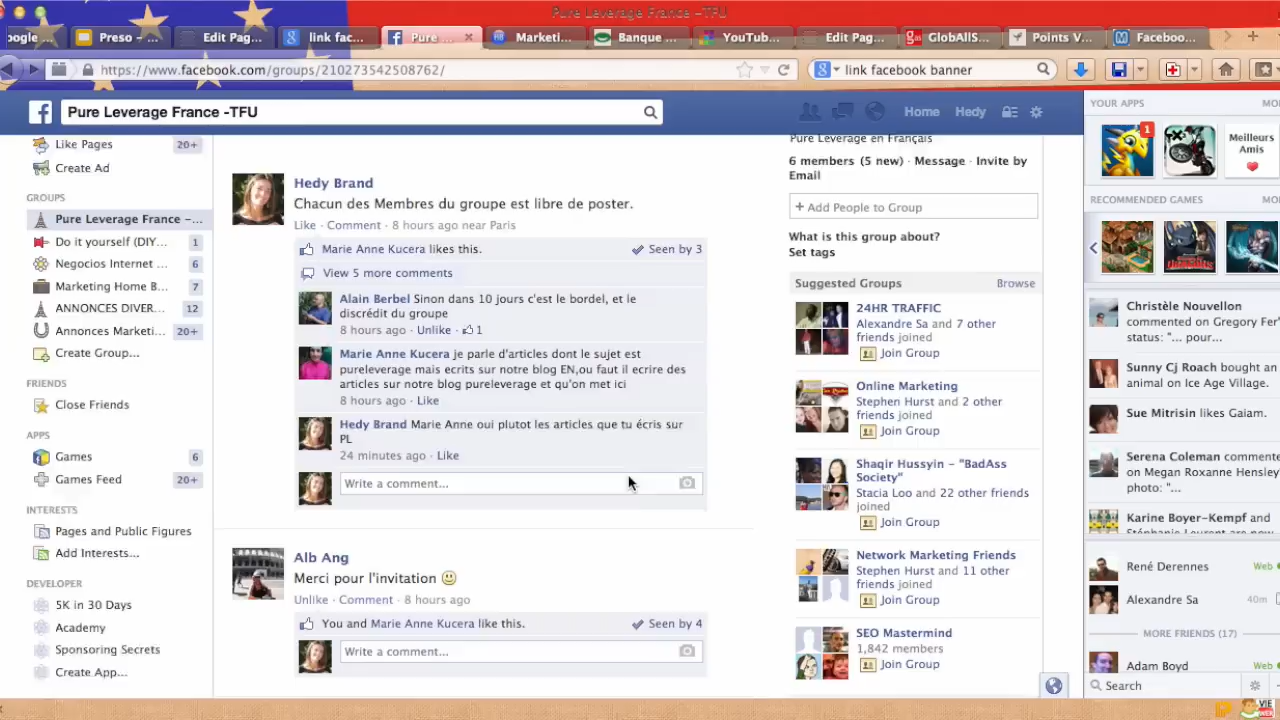 Pure Leverage France -TFU
oogle ...
Preso - ...
Edit Pag...
link fac...
Pure ...
Marketi...
Banque ...
YouTub...
Edit Pag...
GlobAllS...
Points V...
Faceboo...
https://www.facebook.com/groups/210273542508762/
link facebook banner
Pure Leverage France -TFU
Home
Hedy
Like Pages 20+
Create Ad
GROUPS
Pure Leverage France -...
Do it yourself (DIY... 1
Negocios Internet ... 6
Marketing Home B... 7
ANNONCES DIVER... 12
Annonces Marketi... 20+
Create Group...
FRIENDS
Close Friends
APPS
Games 6
Games Feed 20+
INTERESTS
Pages and Public Figures
Add Interests...
DEVELOPER
5K in 30 Days
Academy
Sponsoring Secrets
Create App...
Hedy Brand
Chacun des Membres du groupe est libre de poster.
Like · Comment · 8 hours ago near Paris
Marie Anne Kucera likes this. Seen by 3
View 5 more comments
Alain Berbel Sinon dans 10 jours c'est le bordel, et le
discrédit du groupe
8 hours ago · Unlike · 1
Marie Anne Kucera je parle d'articles dont le sujet est
pureleverage mais ecrits sur notre blog EN,ou faut il ecrire des
articles sur notre blog pureleverage et qu'on met ici
8 hours ago · Like
Hedy Brand Marie Anne oui plutot les articles que tu écris sur
PL
24 minutes ago · Like
Write a comment...
Alb Ang
Merci pour l'invitation
Unlike · Comment · 8 hours ago
You and Marie Anne Kucera like this. Seen by 4
Write a comment...
Pure Leverage en Français
6 members (5 new) · Message · Invite by
Email
+ Add People to Group
What is this group about?
Set tags
Suggested Groups Browse
24HR TRAFFIC
Alexandre Sa and 7 other
friends joined
Join Group
Online Marketing
Stephen Hurst and 2 other
friends joined
Join Group
Shaqir Hussyin - "BadAss
Society"
Stacia Loo and 22 other friends
joined
Join Group
Network Marketing Friends
Stephen Hurst and 11 other
friends joined
Join Group
SEO Mastermind
1,842 members
Join Group
YOUR APPS MO
1
Meilleurs
Amis
RECOMMENDED GAMES MO
Christèle Nouvellon
commented on Gregory Fer'
status: "... pour...
Sunny Cj Roach bought an
animal on Ice Age Village.
Sue Mitrisin likes Gaiam.
Serena Coleman commente
on Megan Roxanne Hensley
photo: "...
Karine Boyer-Kempf and
Stéphanie Laurent are now
René Derennes Web
Alexandre Sa 40m
MORE FRIENDS (17)
Adam Boyd Web
Search
VIE